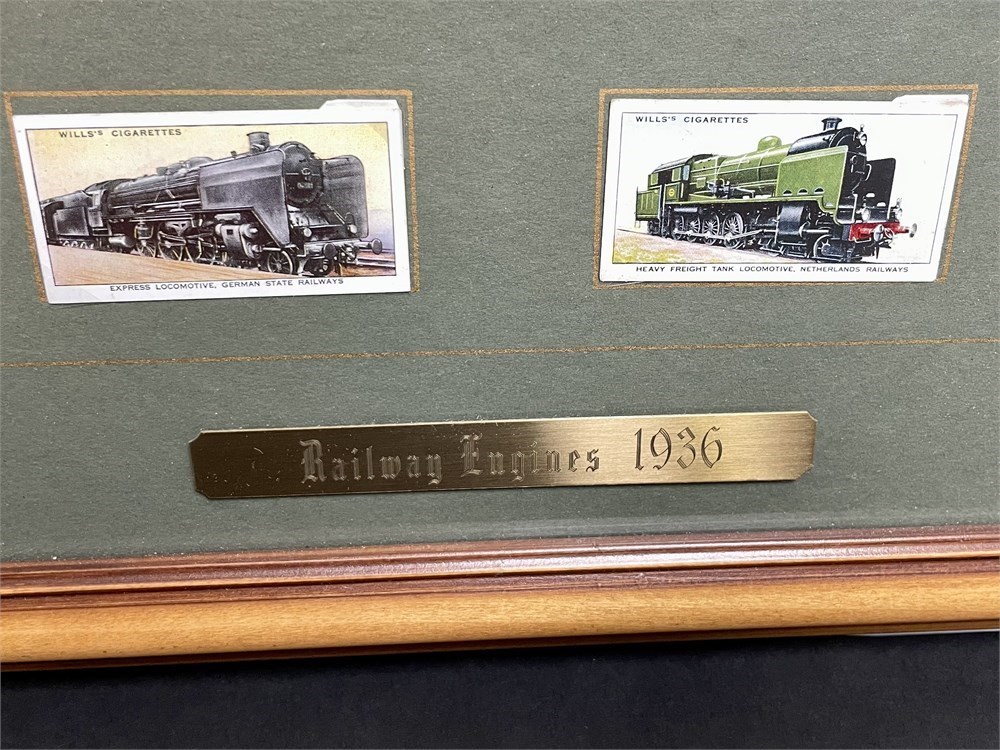 WILLS'S CIGARETTES
EXPRESS LOCOMOTIVE, GERMAN STATE RAILWAYS
WILLS'S CIGARETTES
HEAVY FREIGHT TANK LOCOMOTIVE, NETHERLANDS RAILWAYS
Railway Engines 1936